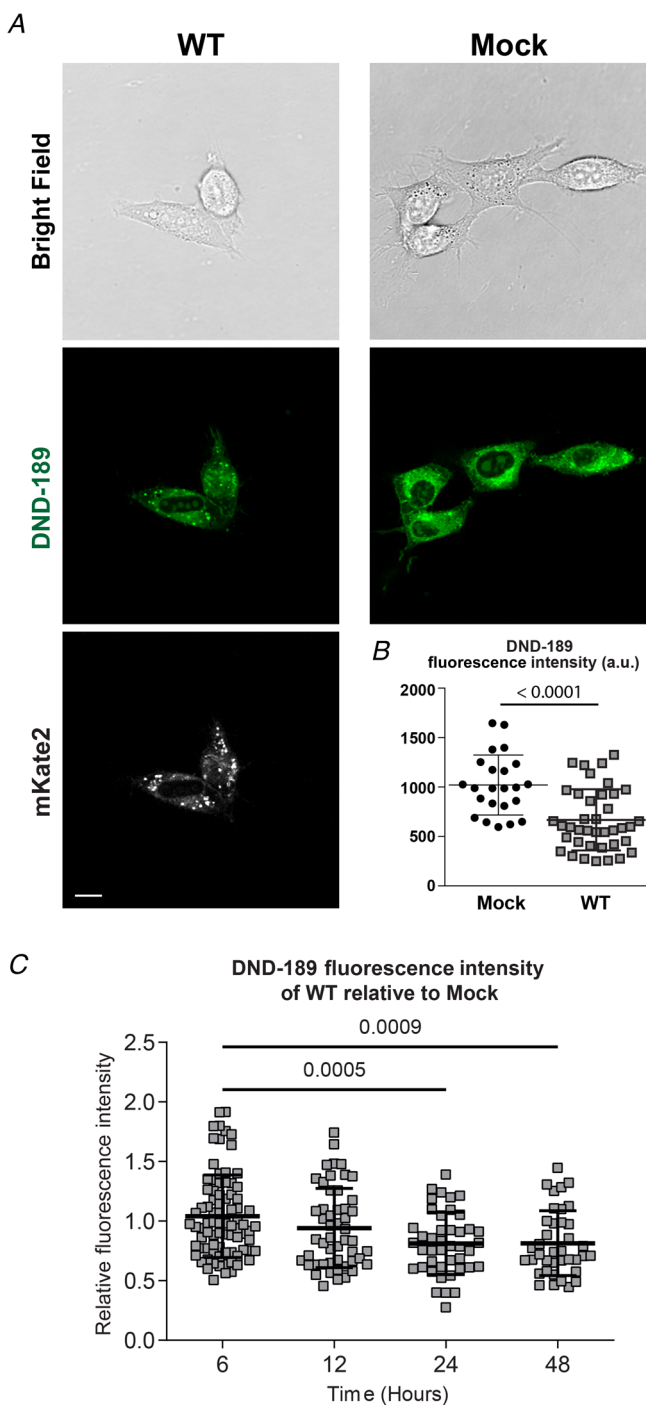 A
WT
Mock
Bright Field
DND-189
mKate2
B
DND-189
fluorescence intensity (a.u.)
< 0.0001
2000
1500
1000
500
0
Mock
WT
C
DND-189 fluorescence intensity
of WT relative to Mock
0.0009
0.0005
Relative fluorescence intensity
2.5
2.0
1.5
1.0
0.5
0.0
6
12
24
48
Time (Hours)